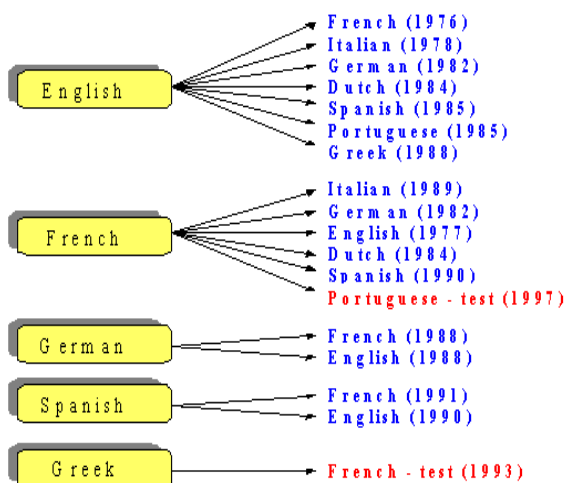 English
French (1976)
Italian (1978)
German (1982)
Dutch (1984)
Spanish (1985)
Portuguese (1985)
Greek (1988)
French
Italian (1989)
German (1982)
English (1977)
Dutch (1984)
Spanish (1990)
Portuguese - test (1997)
German
French (1988)
English (1988)
Spanish
French (1991)
English (1990)
Greek
French - test (1993)